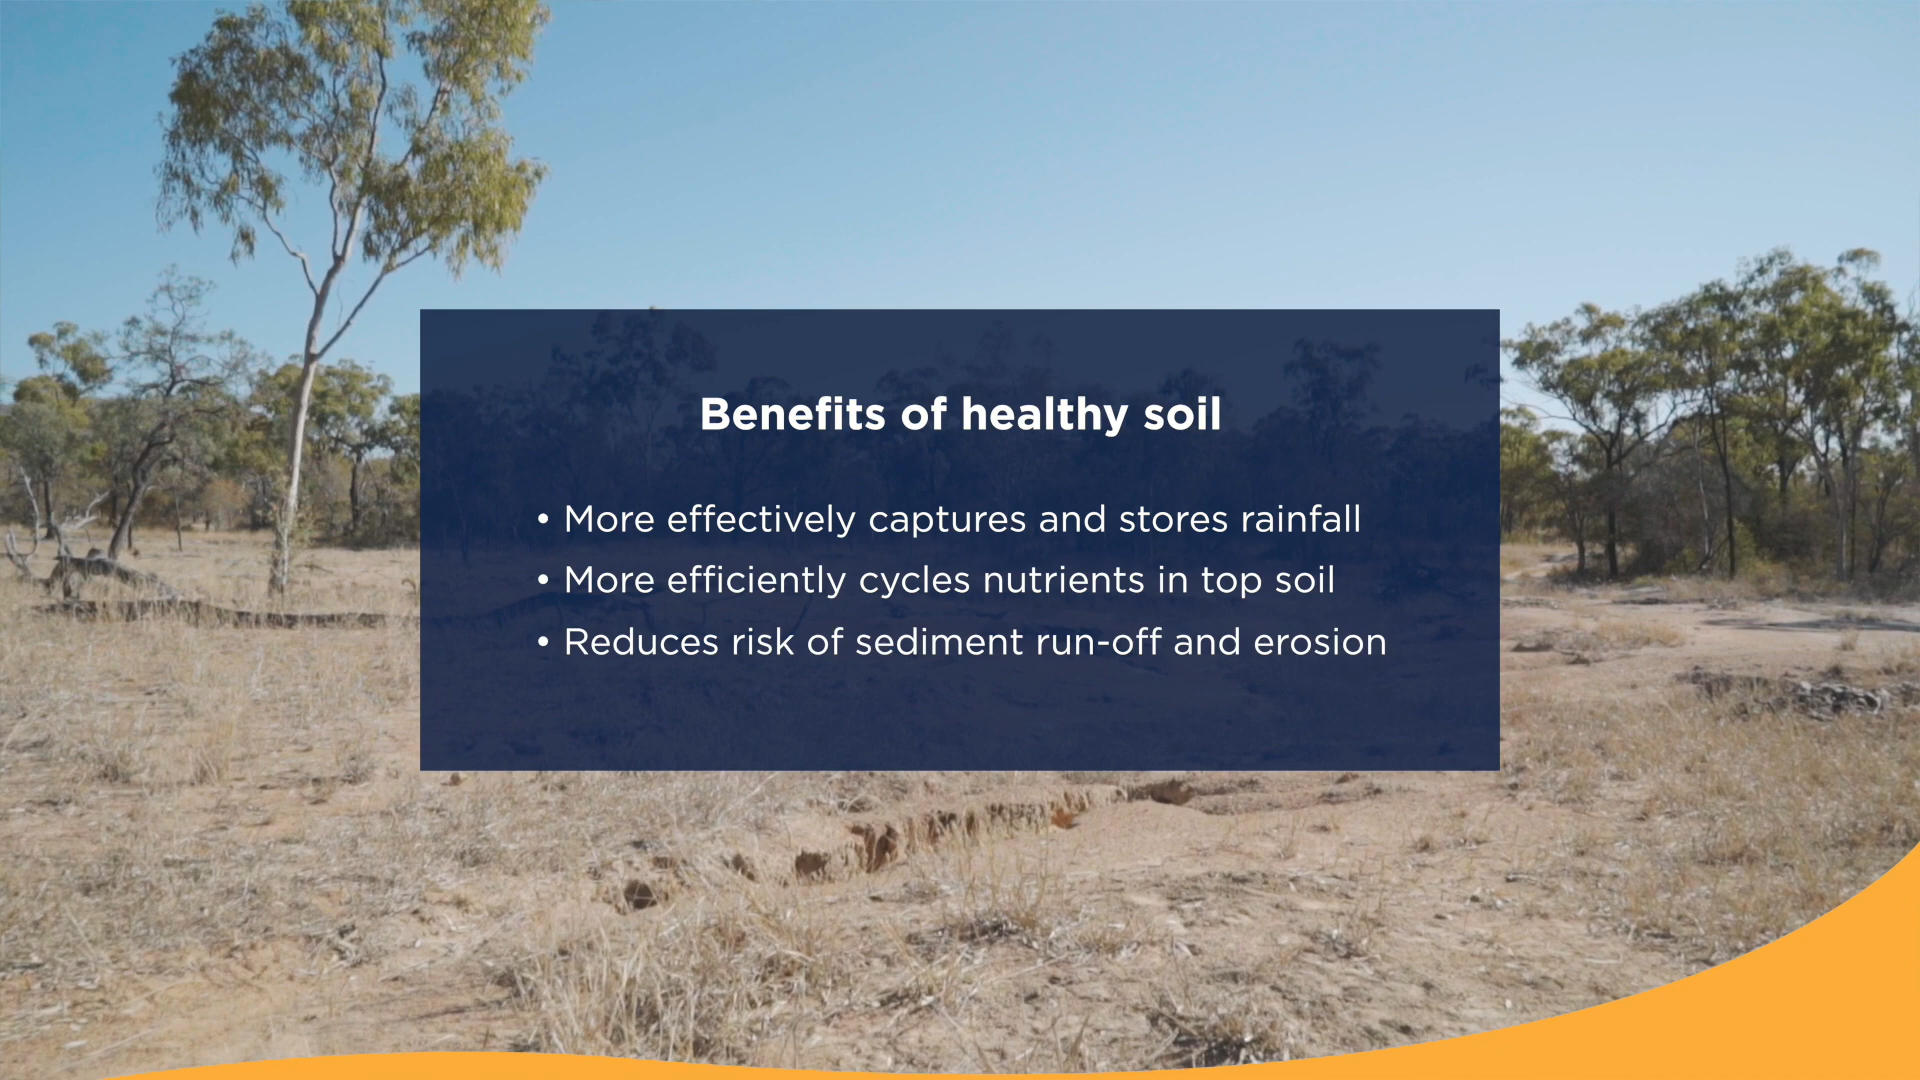 Benefits of healthy soil
• More effectively captures and stores rainfall
• More efficiently cycles nutrients in top soil
• Reduces risk of sediment run-off and erosion